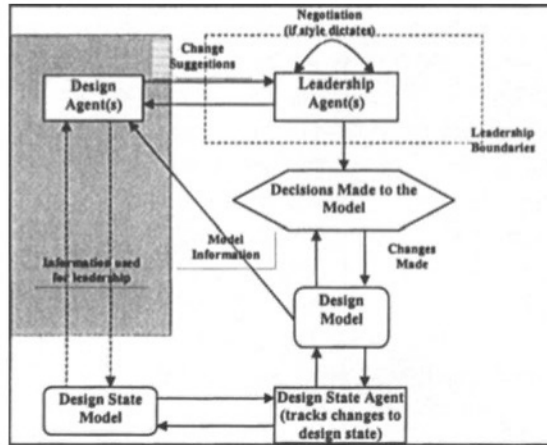 Negotiation
(if style dictates)
Change
Suggestions
Design
Agent(s)
Leadership
Agent(s)
Leadership
Boundaries
Decisions Made to the
Model
Model
Information
Changes
Made
Information used
for leadership
Design
Model
Design State
Model
Design State Agent
(tracks changes to
design state)